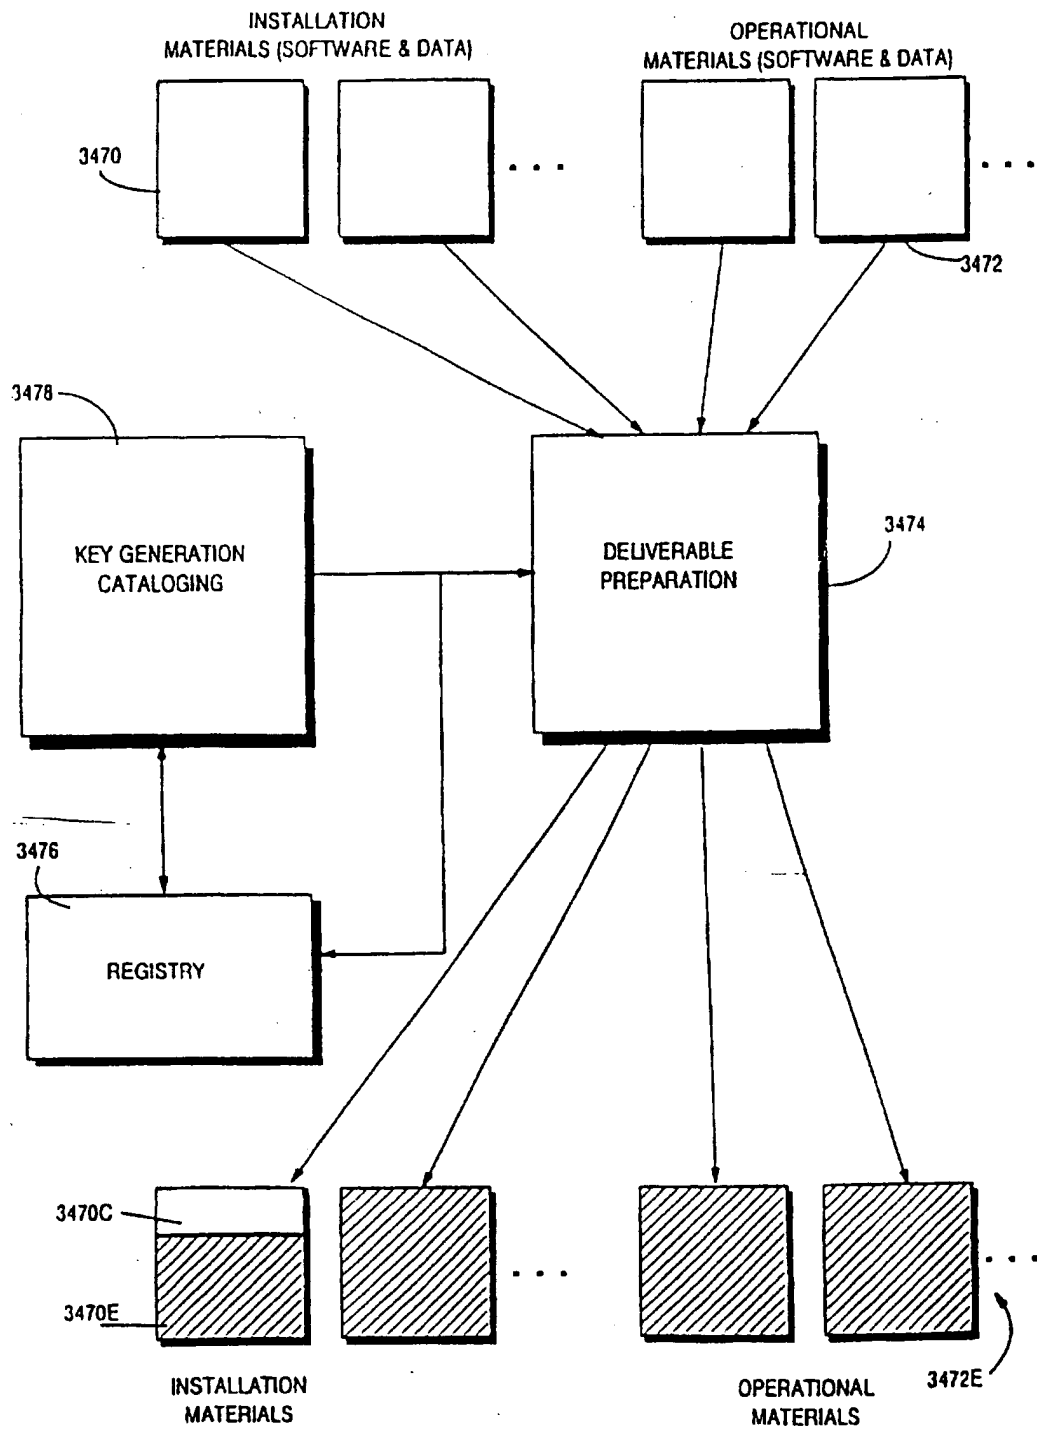 INSTALLATION
MATERIALS (SOFTWARE & DATA)
OPERATIONAL
MATERIALS (SOFTWARE & DATA)
3470
3472
3478
KEY GENERATION
CATALOGING
DELIVERABLE
PREPARATION
3474
3476
REGISTRY
3470C
3470E
3472E
INSTALLATION
MATERIALS
OPERATIONAL
MATERIALS